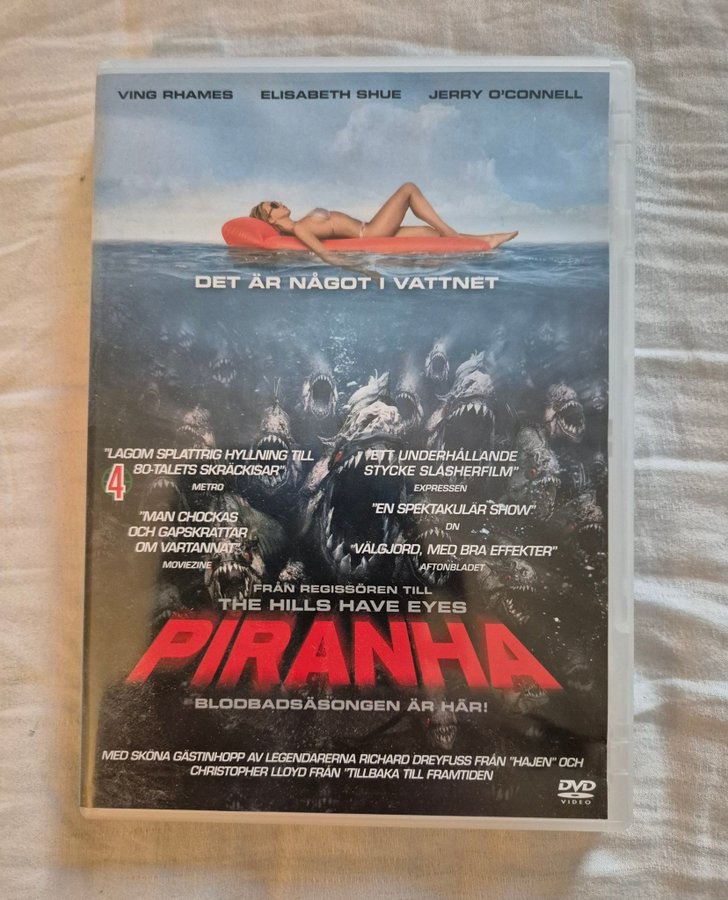 VING RHAMES ELISABETH SHUE JERRY O'CONNELL
DET ÄR NÅGOT I VATTNET
"LAGOM SPLATTRIG HYLLNING TILL
80-TALETS SKRÄCKISAR"
METRO
4
"MAN CHOCKAS
OCH GAPSKRATTAR
OM VARTANNAT"
MOVIEZINE
"ETT UNDERHÅLLANDE
STYCKE SLASHERFILM"
EXPRESSEN
"EN SPEKTAKULÄR SHOW"
DN
"VÄLGJORD, MED BRA EFFEKTER"
AFTONBLADET
FRÅN REGISSÖREN TILL
THE HILLS HAVE EYES
PIRANHA
BLODBADSÄSONGEN ÄR HÄR!
MED SKÖNA GÄSTINHOPP AV LEGENDARERNA RICHARD DREYFUSS FRÅN "HAJEN" OCH
CHRISTOPHER LLOYD FRÅN "TILLBAKA TILL FRAMTIDEN
DVD
VIDEO